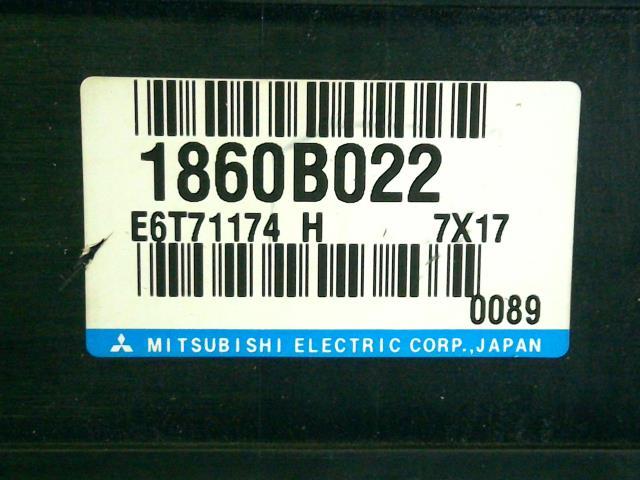 1860B022
E6T71174 H 7X17
0089
MITSUBISHI ELECTRIC CORP.,JAPAN